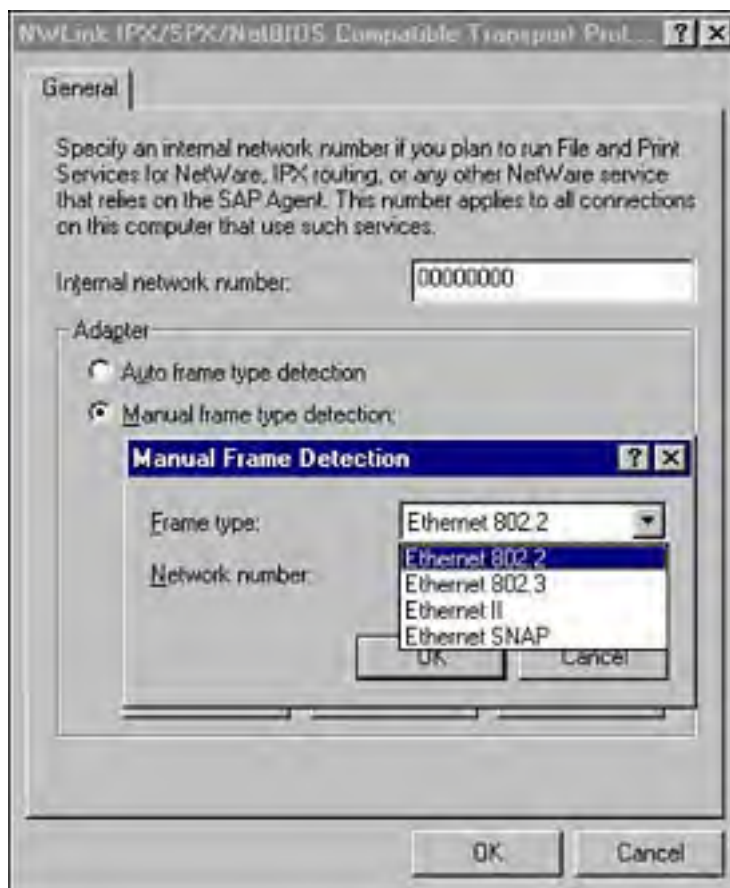 NWLink IPX/SPX/NetBIOS Compatible Transport Prot...
General
Specify an internal network number if you plan to run File and Print
Services for NetWare, IPX routing, or any other NetWare service
that relies on the SAP Agent. This number applies to all connections
on this computer that use such services.
Internal network number:
00000000
Adapter
Auto frame type detection
Manual frame type detection:
Manual Frame Detection
Frame type:
Ethernet 802.2
Ethernet 802.2
Ethernet 802.3
Ethernet II
Ethernet SNAP
Network number:
OK
Cancel
OK
Cancel